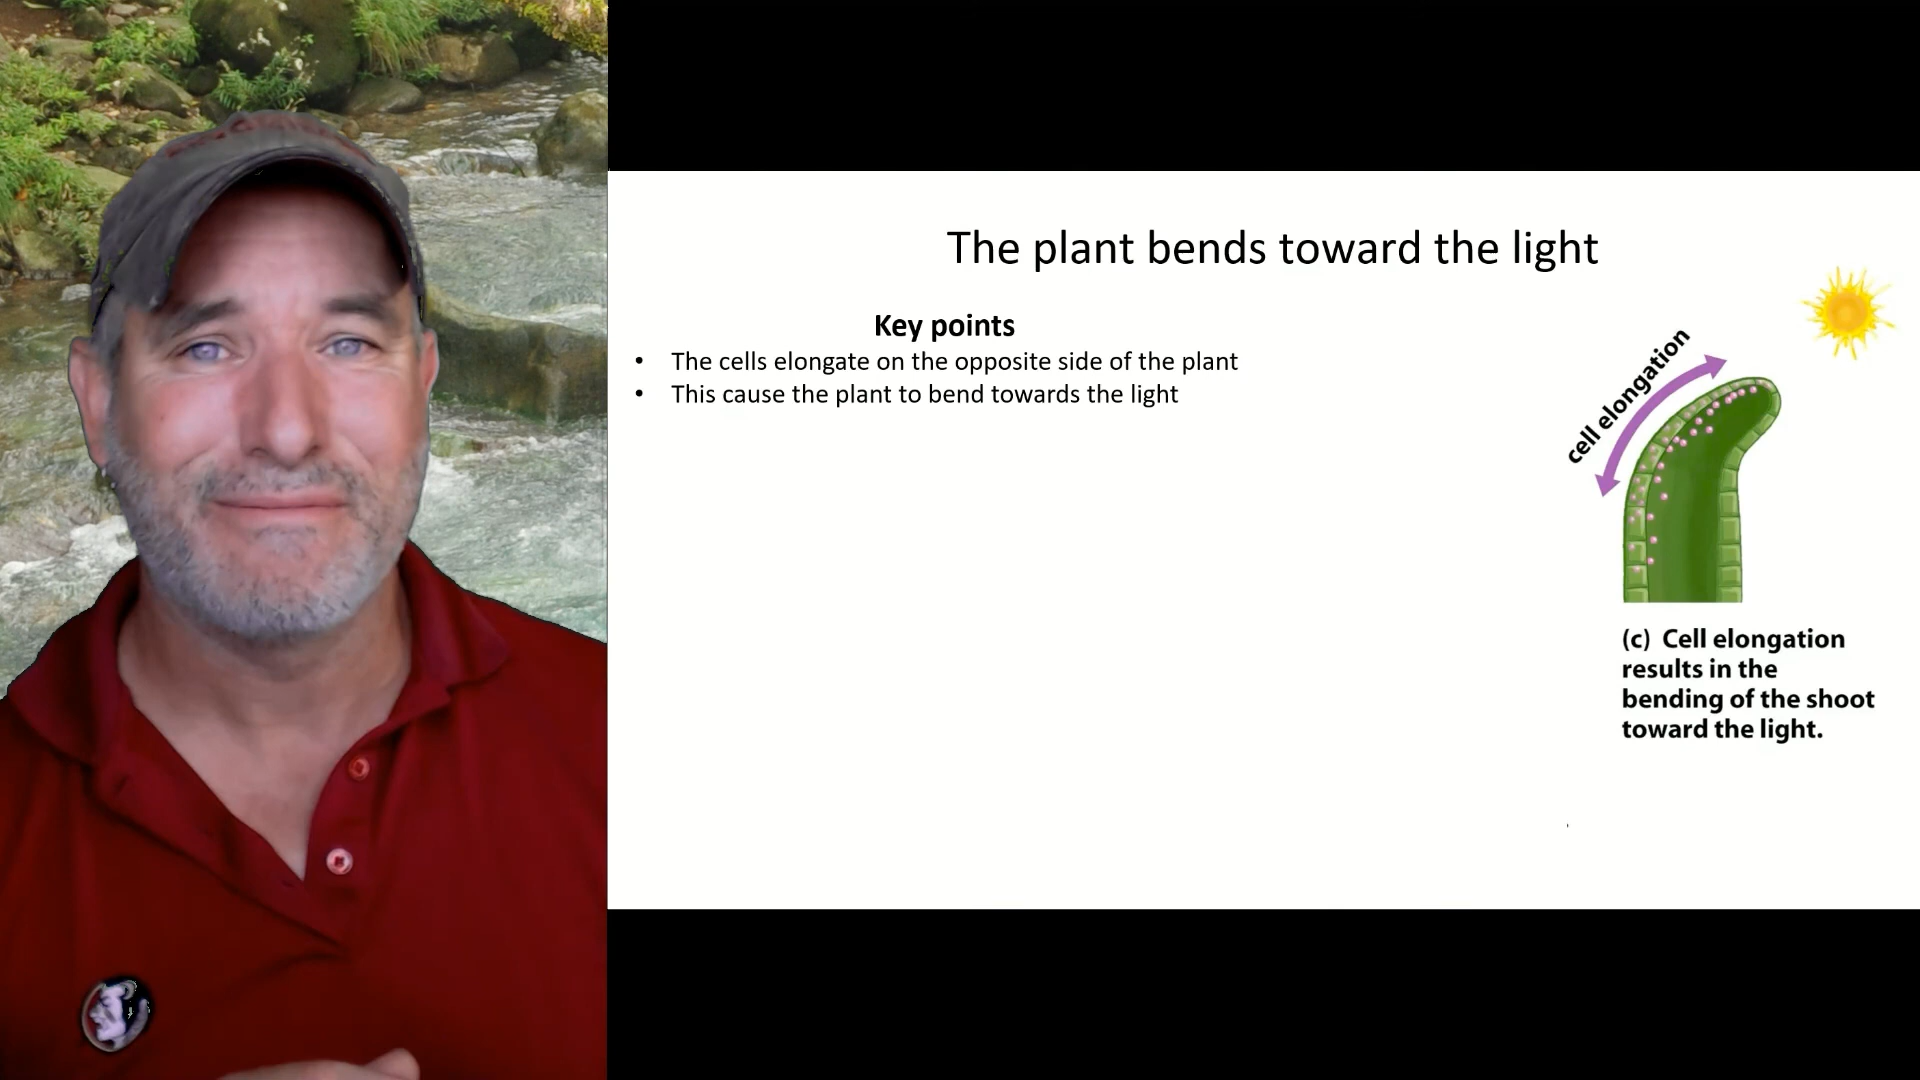 The plant bends toward the light
Key points
• The cells elongate on the opposite side of the plant
• This cause the plant to bend towards the light
cell elongation
(c) Cell elongation
results in the
bending of the shoot
toward the light.